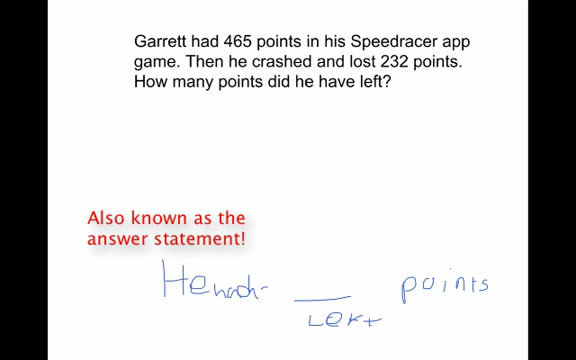 Garrett had 465 points in his Speedracer app
game. Then he crashed and lost 232 points.
How many points did he have left?
Also known as the
answer statement!
He had ___ points
Left